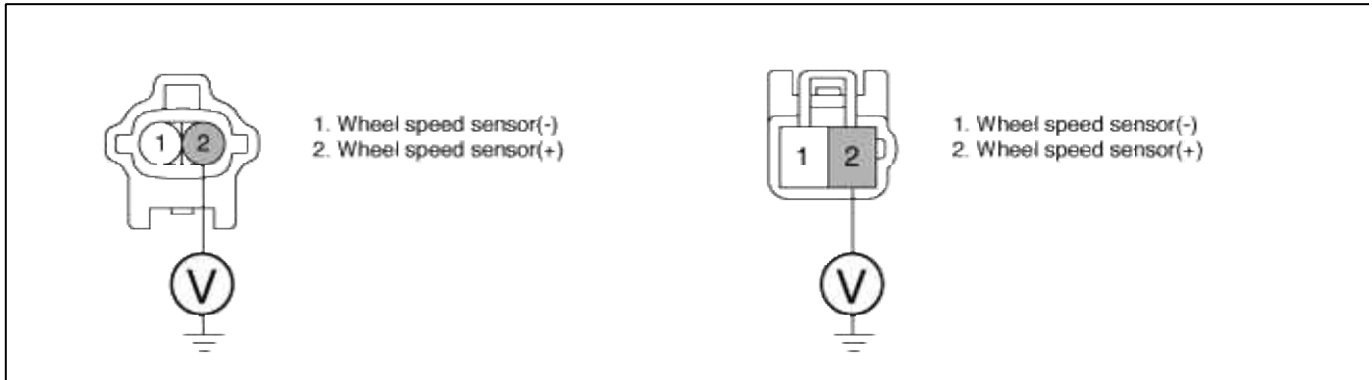 1 2
1. Wheel speed sensor(-)
2. Wheel speed sensor(+)
V
1 2
1. Wheel speed sensor(-)
2. Wheel speed sensor(+)
V